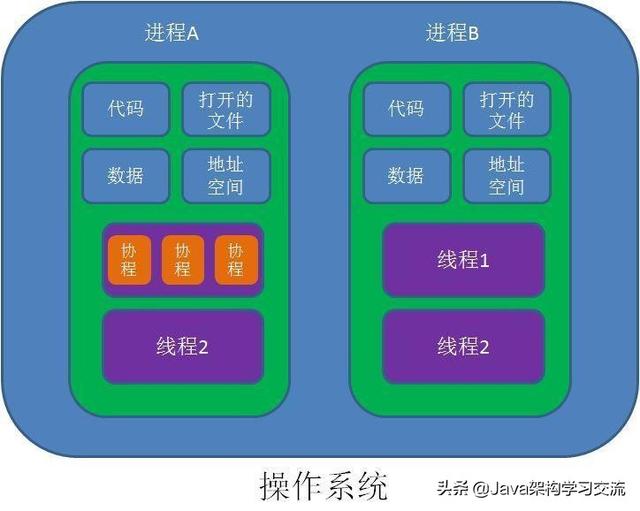 进程A
进程B
代码
打开的
文件
数据
地址
空间
协
程
协
程
协
程
线程2
代码
打开的
文件
数据
地址
空间
线程1
线程2
操作系统
头条 @Java架构学习交流